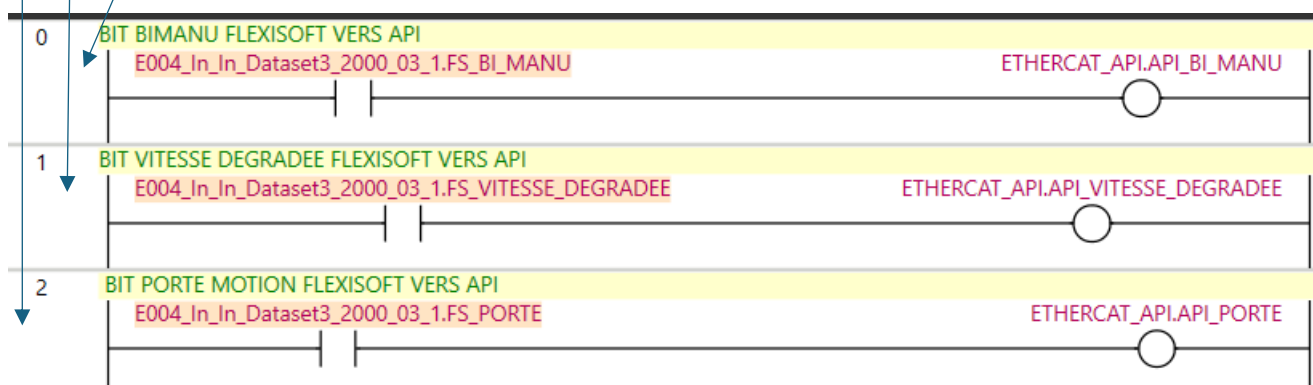 0 BIT BIMANU FLEXISOFT VERS API
E004_In_In_Dataset3_2000_03_1.FS_BI_MANU ETHERCAT_API.API_BI_MANU
1 BIT VITESSE DEGRADEE FLEXISOFT VERS API
E004_In_In_Dataset3_2000_03_1.FS_VITESSE_DEGRADEE ETHERCAT_API.API_VITESSE_DEGRADEE
2 BIT PORTE MOTION FLEXISOFT VERS API
E004_In_In_Dataset3_2000_03_1.FS_PORTE ETHERCAT_API.API_PORTE